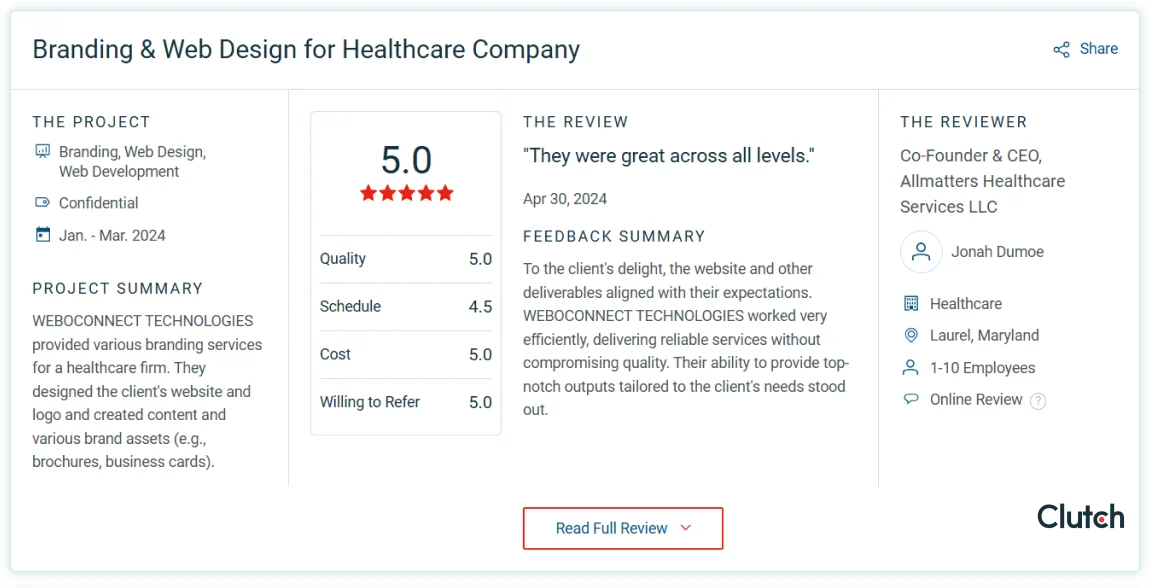 Branding & Web Design for Healthcare Company
Share
THE PROJECT
Branding, Web Design,
Web Development
Confidential
Jan. - Mar. 2024
PROJECT SUMMARY
WEBOCONNECT TECHNOLOGIES
provided various branding services
for a healthcare firm. They
designed the client's website and
logo and created content and
various brand assets (e.g.,
brochures, business cards).
5.0
Quality 5.0
Schedule 4.5
Cost 5.0
Willing to Refer 5.0
THE REVIEW
"They were great across all levels."
Apr 30, 2024
FEEDBACK SUMMARY
To the client's delight, the website and other
deliverables aligned with their expectations.
WEBOCONNECT TECHNOLOGIES worked very
efficiently, delivering reliable services without
compromising quality. Their ability to provide top-
notch outputs tailored to the client's needs stood
out.
Read Full Review
THE REVIEWER
Co-Founder & CEO,
Allmatters Healthcare
Services LLC
Jonah Dumoe
Healthcare
Laurel, Maryland
1-10 Employees
Online Review ?
Clutch